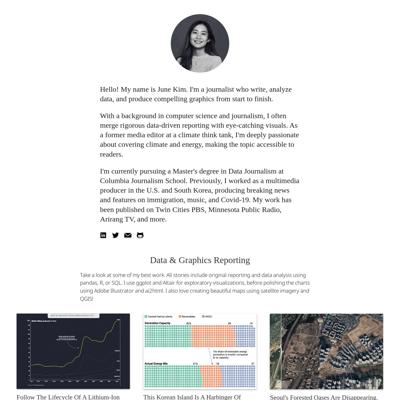 Hello! My name is June Kim. I'm a journalist who write, analyze
data, and produce compelling graphics from start to finish.
With a background in computer science and journalism, I often
merge rigorous data-driven reporting with eye-catching visuals. As
a former media editor at a climate think tank, I'm deeply passionate
about covering climate and energy, making the topic accessible to
readers.
I'm currently pursuing a Master's degree in Data Journalism at
Columbia Journalism School. Previously, I worked as a multimedia
producer in the U.S. and South Korea, producing breaking news
and features on immigration, music, and Covid-19. My work has
been published on Twin Cities PBS, Minnesota Public Radio,
Arirang TV, and more.
Data & Graphics Reporting
Take a look at some of my best work. All stories include original reporting and data analysis using
pandas, R, or SQL. I use ggplot and Altair for exploratory visualizations, before polishing the charts
using Adobe Illustrator and ai2html. I also love creating beautiful maps using satellite imagery and
QGIS!
Generation Capacity
Actual Energy Mix
Follow The Lifecycle Of A Lithium-Ion
This Korean Island Is A Harbinger Of
Seoul's Forested Oases Are Disappearing.